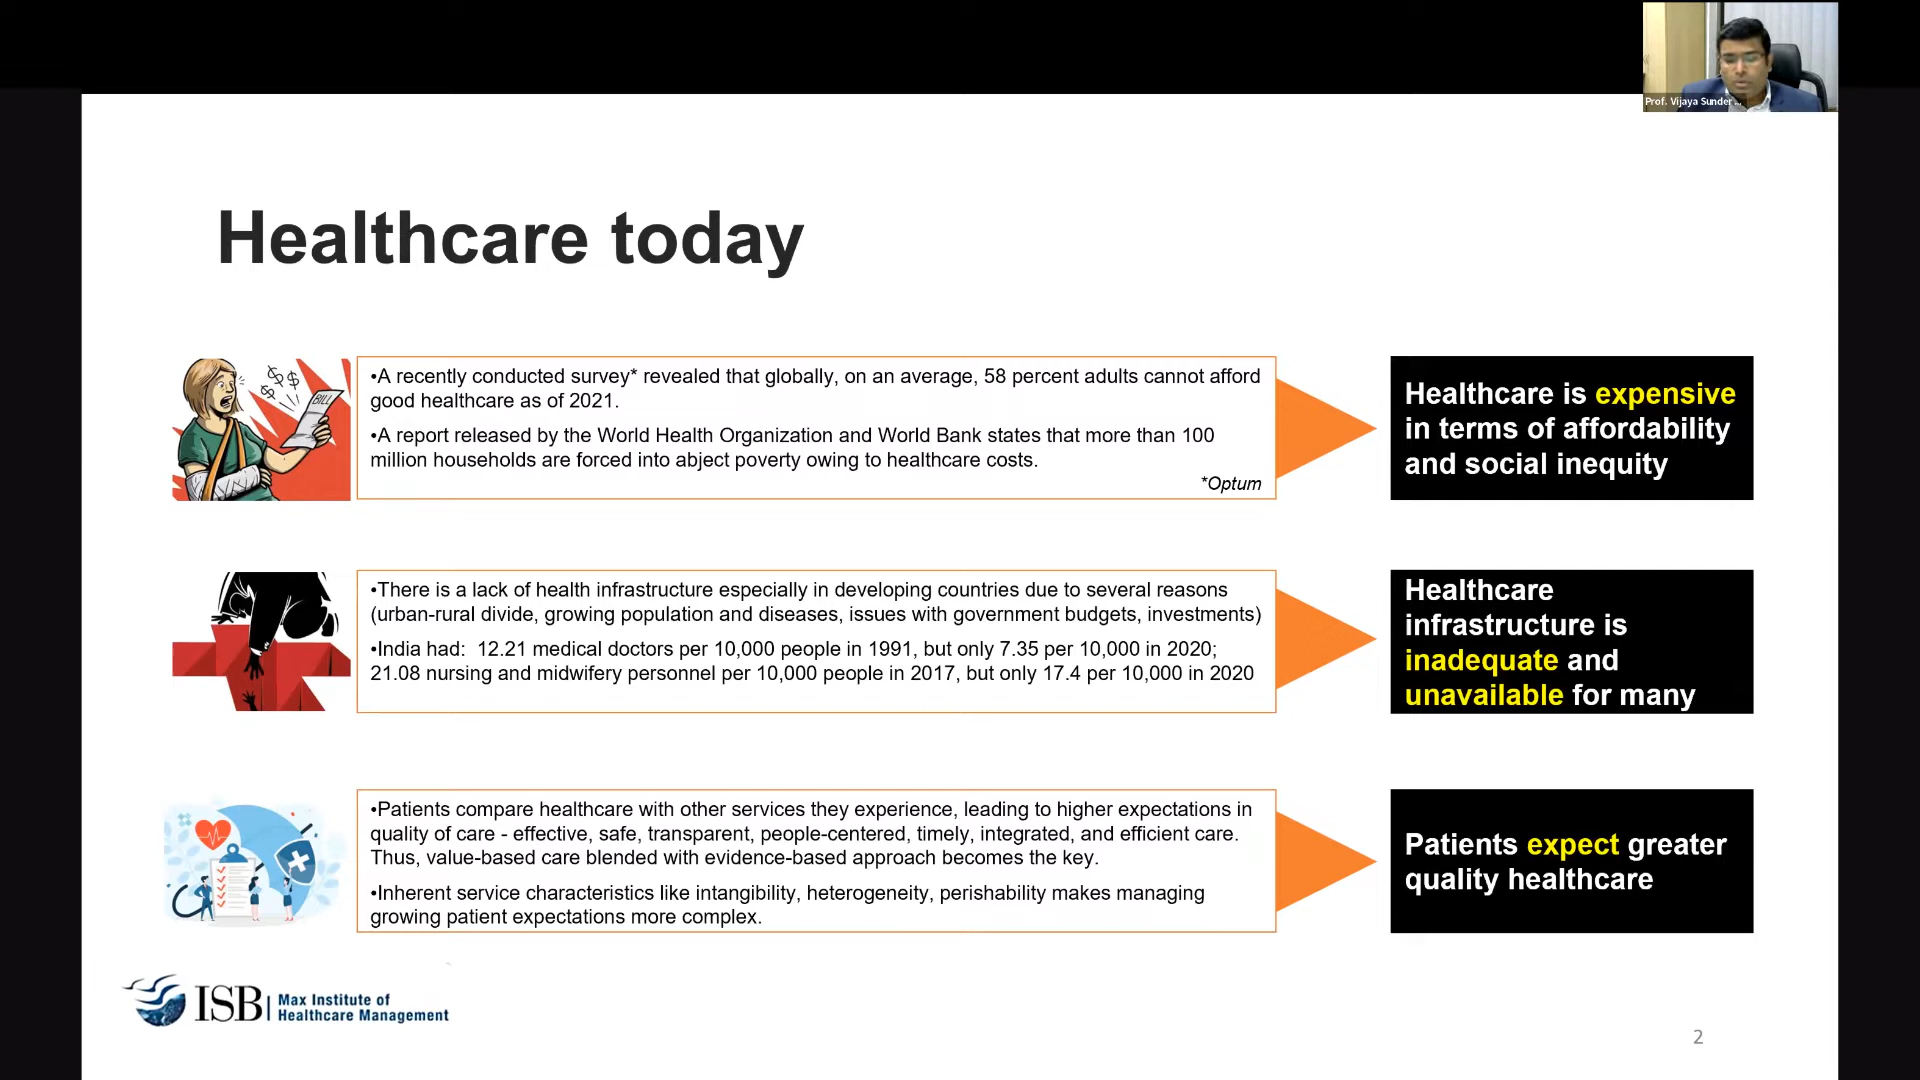 Prof. Vijaya Sunder ...
Healthcare today
$$
$
BILL
•A recently conducted survey* revealed that globally, on an average, 58 percent adults cannot afford
good healthcare as of 2021.
•A report released by the World Health Organization and World Bank states that more than 100
million households are forced into abject poverty owing to healthcare costs.
*Optum
Healthcare is expensive
in terms of affordability
and social inequity
•There is a lack of health infrastructure especially in developing countries due to several reasons
(urban-rural divide, growing population and diseases, issues with government budgets, investments)
•India had:  12.21 medical doctors per 10,000 people in 1991, but only 7.35 per 10,000 in 2020;
21.08 nursing and midwifery personnel per 10,000 people in 2017, but only 17.4 per 10,000 in 2020
Healthcare
infrastructure is
inadequate and
unavailable for many
•Patients compare healthcare with other services they experience, leading to higher expectations in
quality of care - effective, safe, transparent, people-centered, timely, integrated, and efficient care.
Thus, value-based care blended with evidence-based approach becomes the key.
•Inherent service characteristics like intangibility, heterogeneity, perishability makes managing
growing patient expectations more complex.
Patients expect greater
quality healthcare
ISB | Max Institute of
Healthcare Management
2